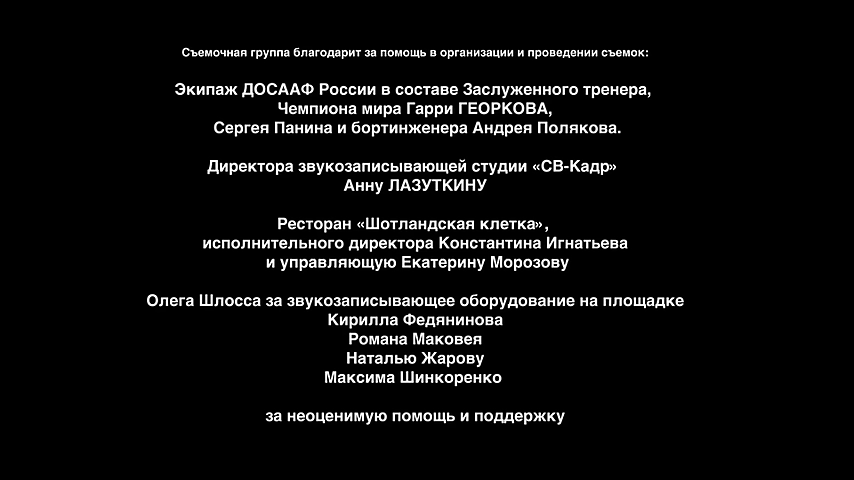 Съемочная группа благодарит за помощь в организации и проведении съемок:
Экипаж ДОСААФ России в составе Заслуженного тренера,
Чемпиона мира Гарри ГЕОРКОВА,
Сергея Панина и бортинженера Андрея Полякова.
Директора звукозаписывающей студии «СВ-Кадр»
Анну ЛАЗУТКИНУ
Ресторан «Шотландская клетка»,
исполнительного директора Константина Игнатьева
и управляющую Екатерину Морозову
Олега Шлосса за звукозаписывающее оборудование на площадке
Кирилла Федянинова
Романа Маковея
Наталью Жарову
Максима Шинкоренко
за неоценимую помощь и поддержку